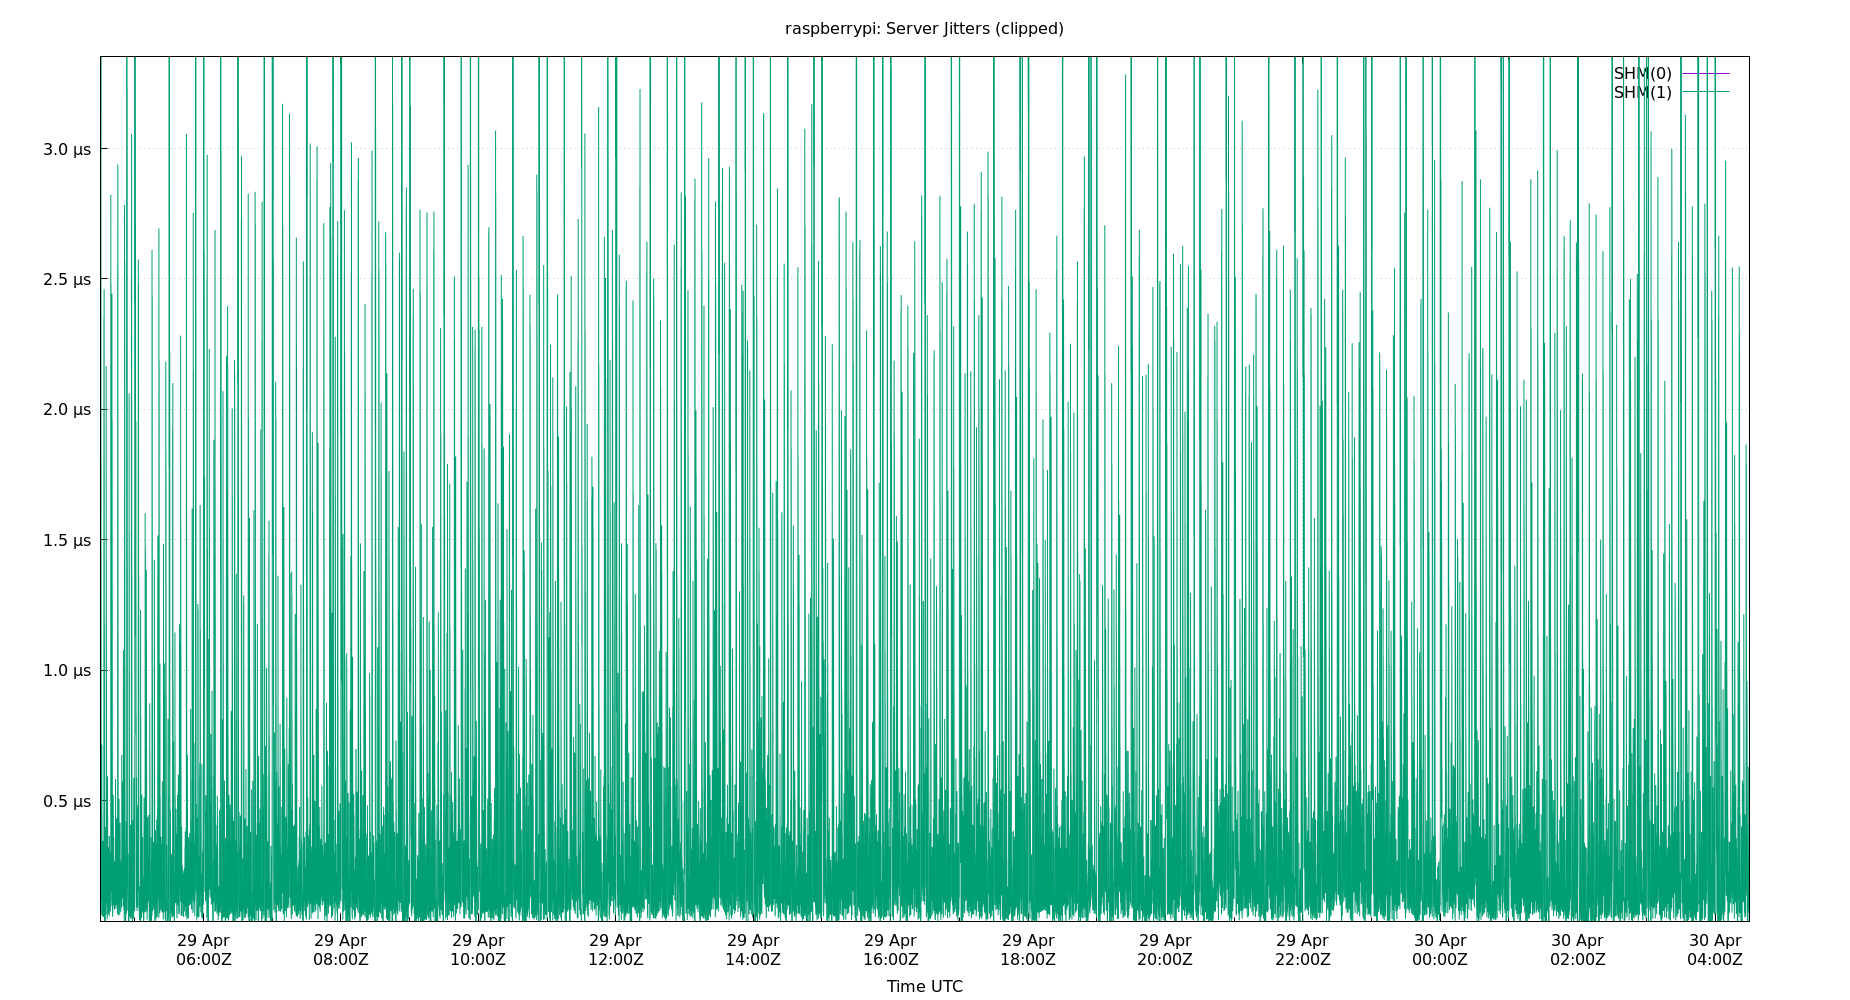 raspberrypi: Server Jitters (clipped)
SHM(0)
SHM(1)
3.0 µs
2.5 µs
2.0 µs
1.5 µs
1.0 µs
0.5 µs
29 Apr 29 Apr 29 Apr 29 Apr 29 Apr 29 Apr 29 Apr 29 Apr 29 Apr 30 Apr 30 Apr 30 Apr
06:00Z 08:00Z 10:00Z 12:00Z 14:00Z 16:00Z 18:00Z 20:00Z 22:00Z 00:00Z 02:00Z 04:00Z
Time UTC